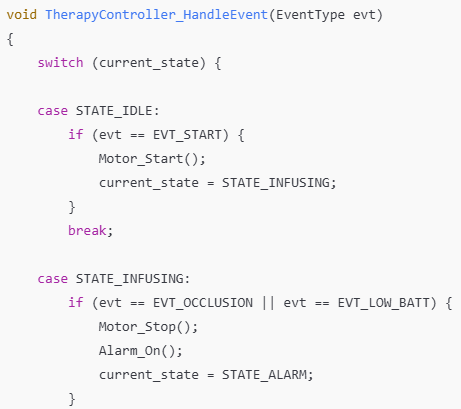 void TherapyController_HandleEvent(EventType evt)
{
    switch (current_state) {

    case STATE_IDLE:
        if (evt == EVT_START) {
            Motor_Start();
            current_state = STATE_INFUSING;
        }
        break;

    case STATE_INFUSING:
        if (evt == EVT_OCCLUSION || evt == EVT_LOW_BATT) {
            Motor_Stop();
            Alarm_On();
            current_state = STATE_ALARM;
        }